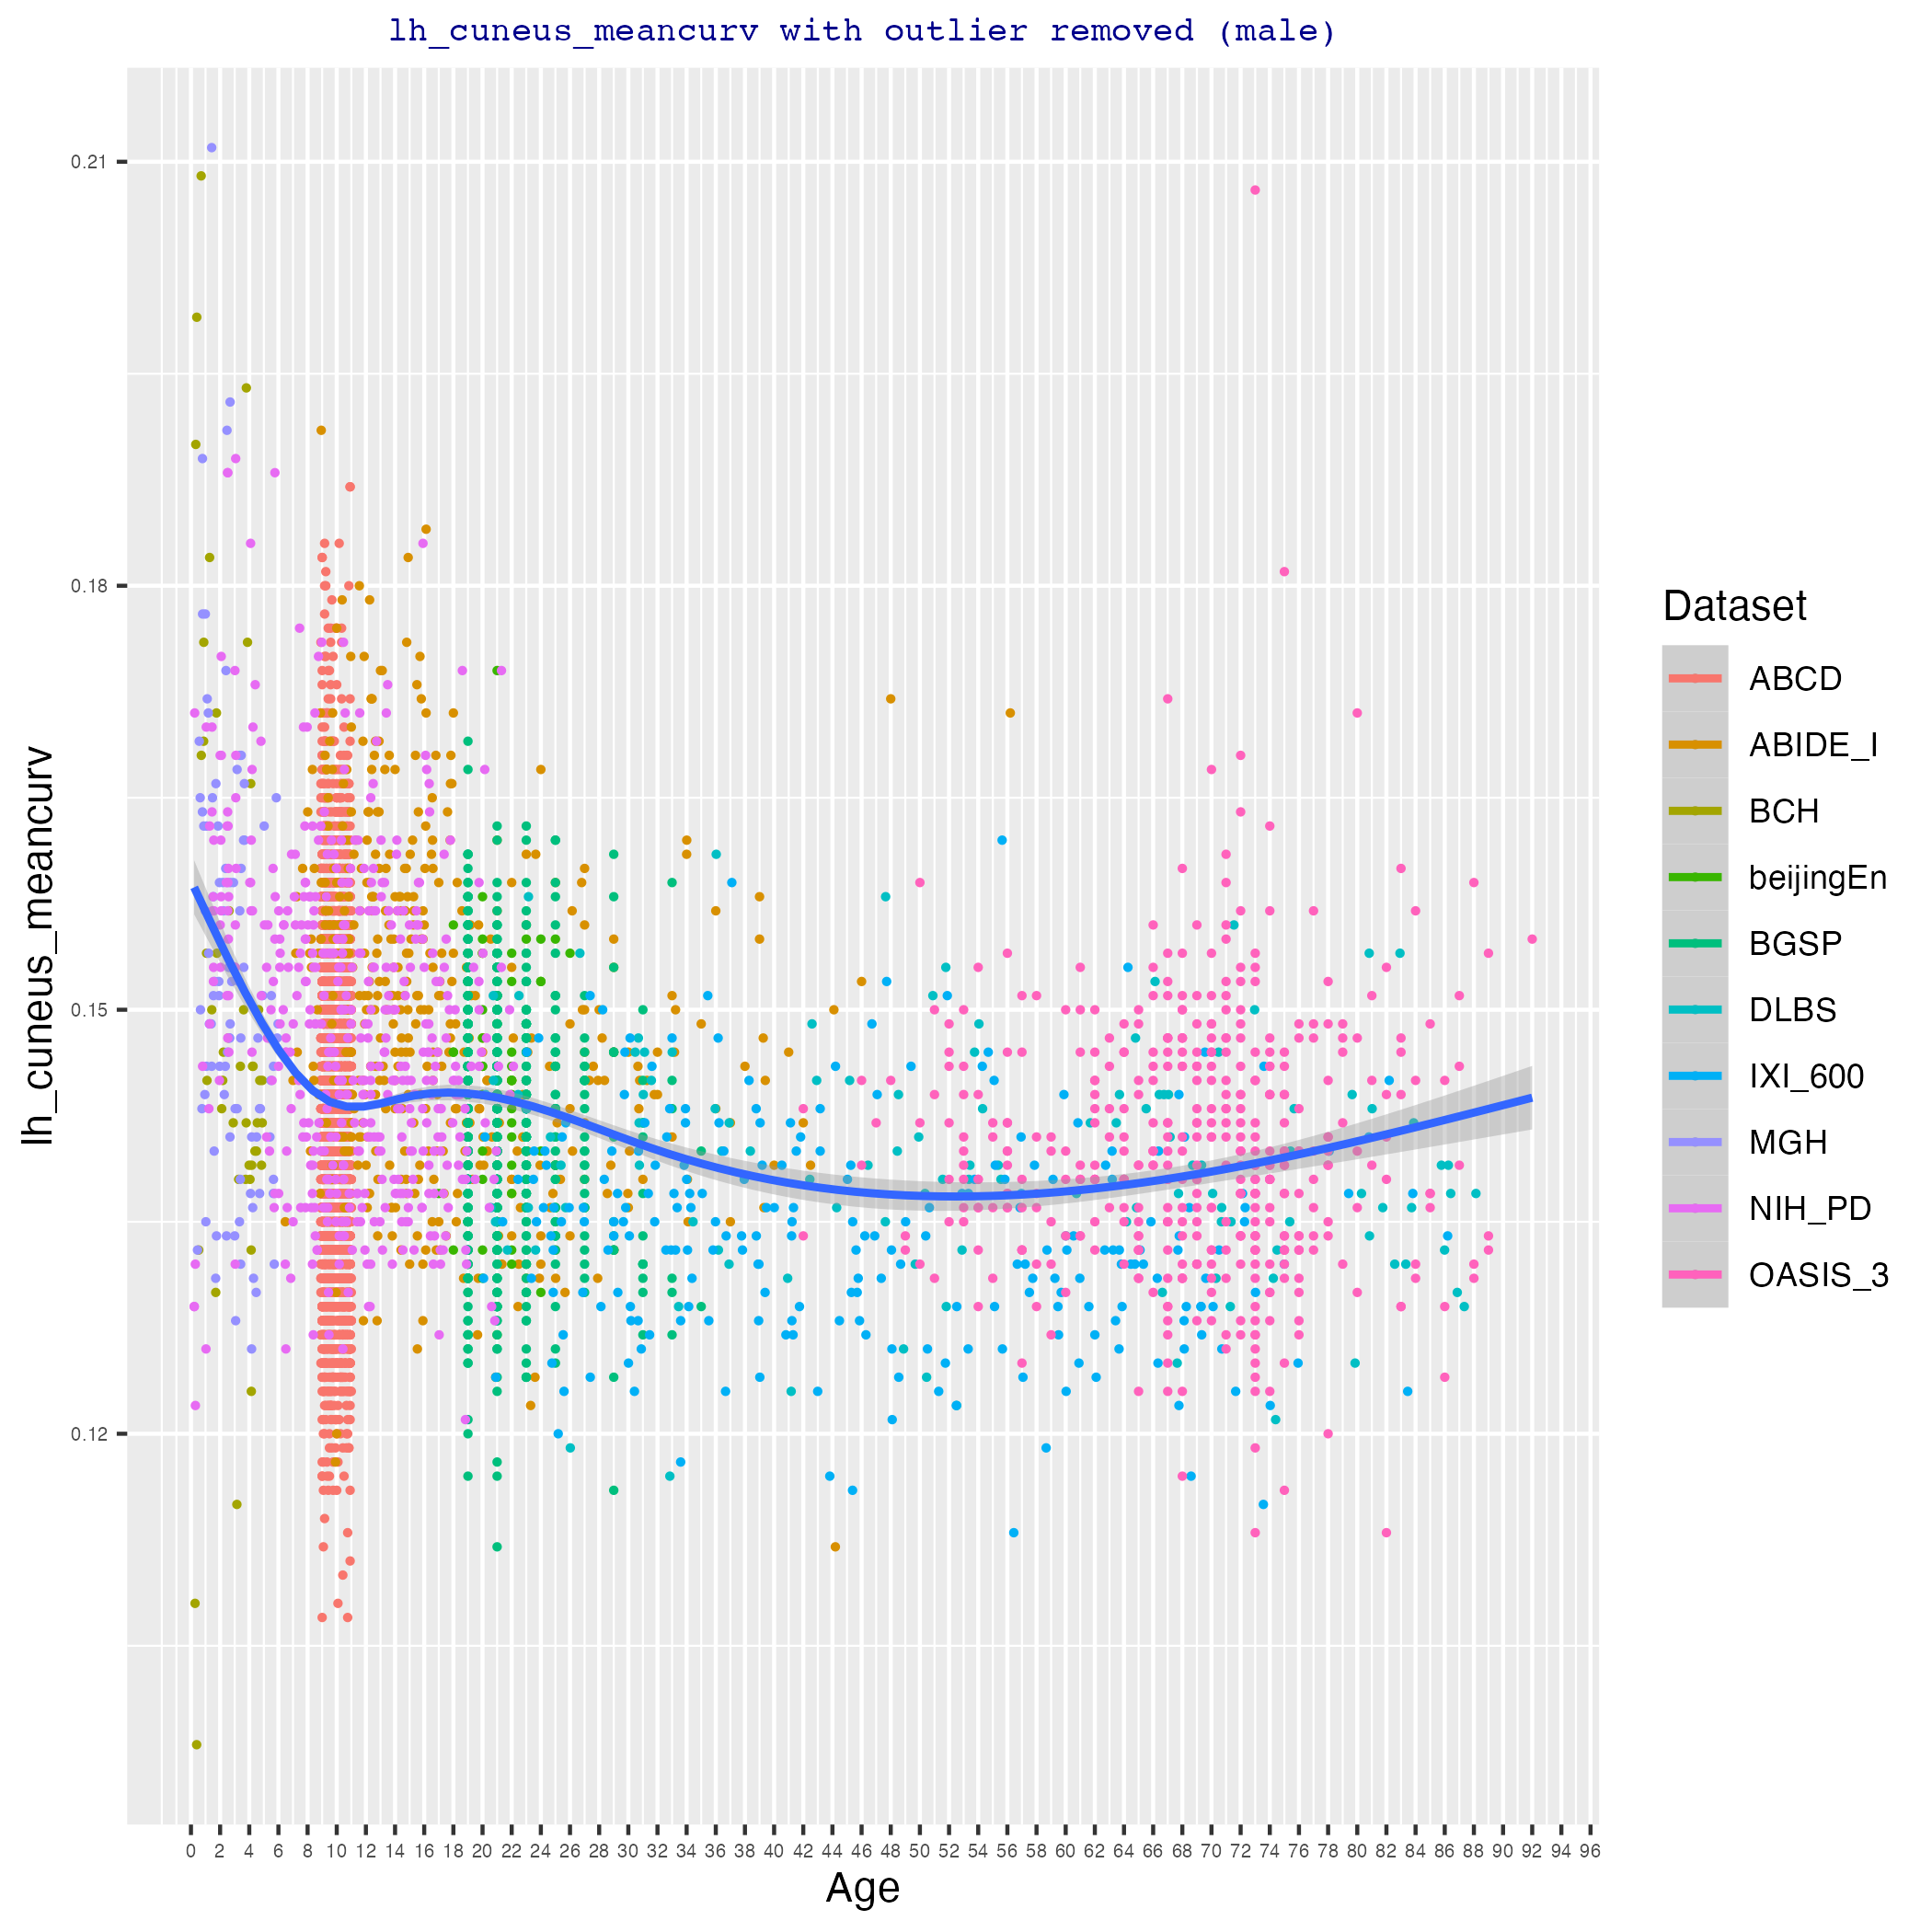 lh_cuneus_meancurv with outlier removed (male)
lh_cuneus_meancurv
0.21
0.18
0.15
0.12
0 2 4 6 8 10 12 14 16 18 20 22 24 26 28 30 32 34 36 38 40 42 44 46 48 50 52 54 56 58 60 62 64 66 68 70 72 74 76 78 80 82 84 86 88 90 92 94 96
Age
Dataset
ABCD
ABIDE_I
BCH
beijingEn
BGSP
DLBS
IXI_600
MGH
NIH_PD
OASIS_3